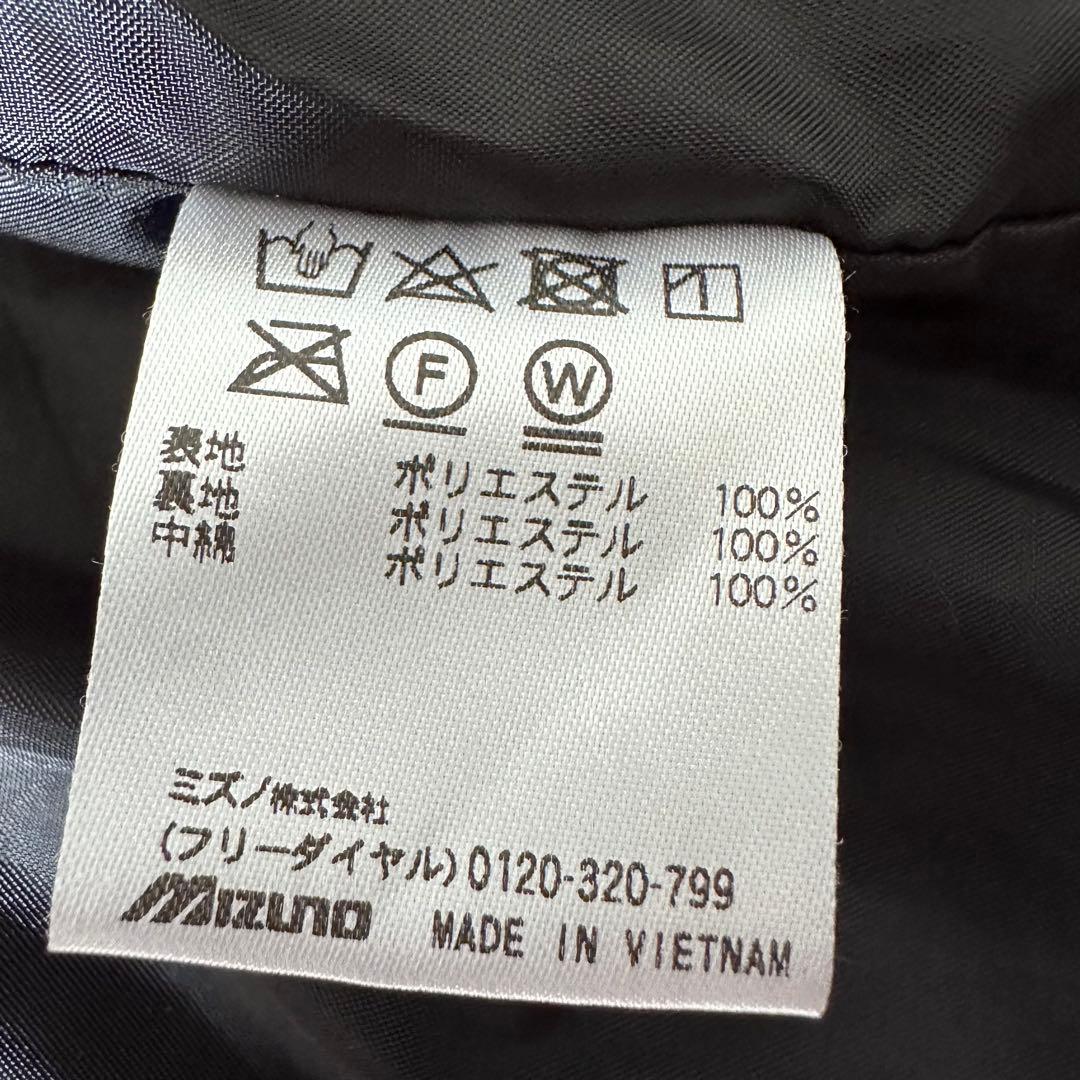 F W
表地 ポリエステル 100%
裏地 ポリエステル 100%
中綿 ポリエステル 100%
ミズノ株式会社
(フリーダイヤル)0120-320-799
MIZUNO MADE IN VIETNAM